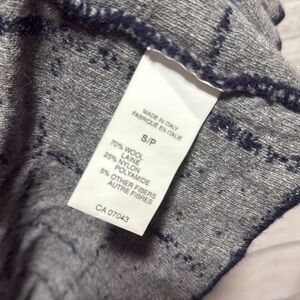 MADE IN ITALY
FABRIQUÉ EN ITALIE
S/P
70% WOOL
LAINE
25% NYLON
POLYAMIDE
5% OTHER FIBERS
AUTRE FIBRES
CA 07043